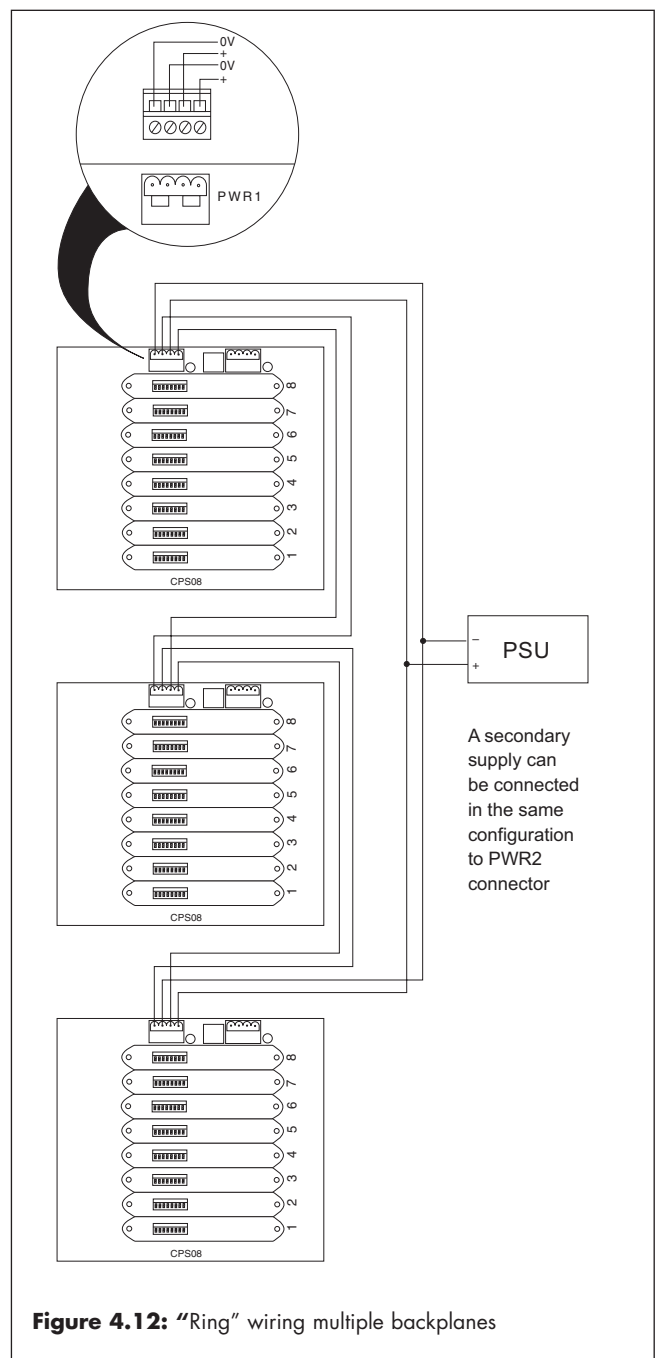 0V
+
0V
+
PWR1
8
7
6
5
4
3
2
1
CPS08
– PSU
+
8
7
6
5
4
3
2
1
CPS08
A secondary
supply can
be connected
in the same
configuration
to PWR2
connector
8
7
6
5
4
3
2
1
CPS08
Figure 4.12: “Ring” wiring multiple backplanes